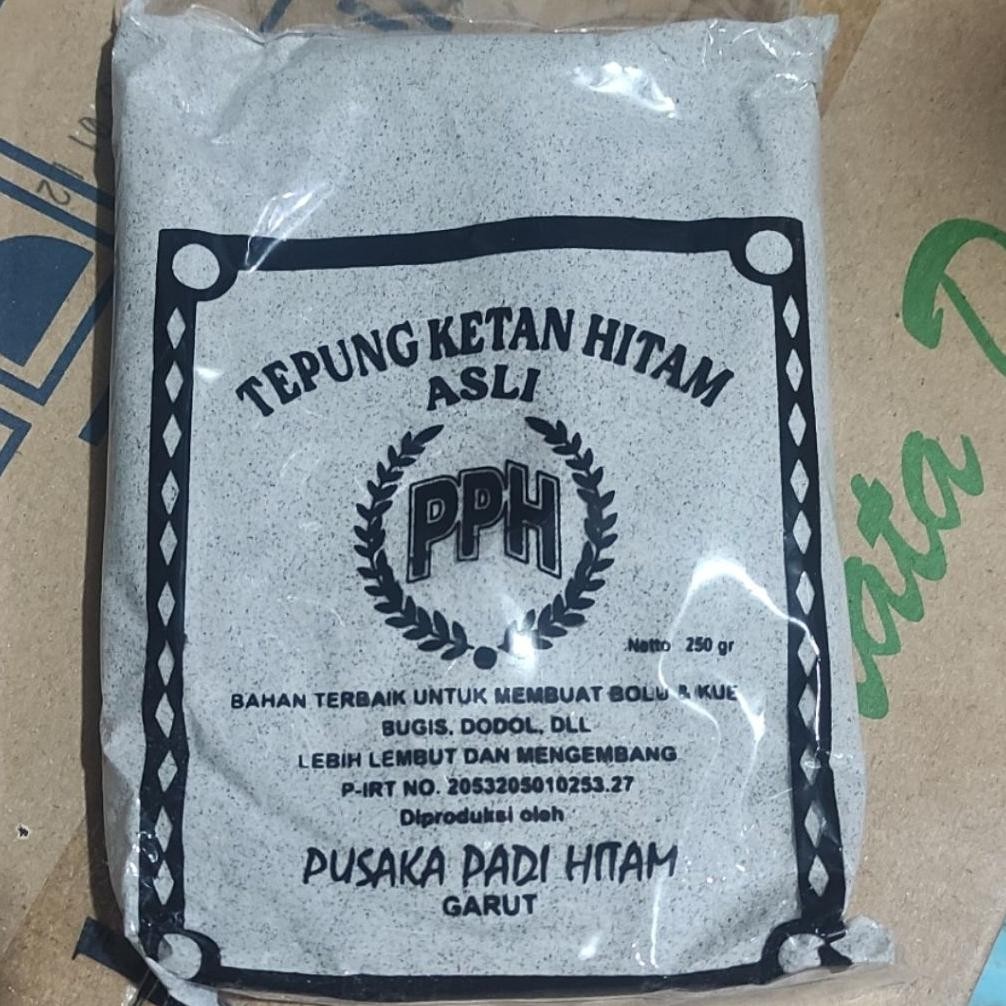 TEPUNG KETAN HITAM
ASLI
PPH
Netto 250 gr
BAHAN TERBAIK UNTUK MEMBUAT BOLU & KUE
BUGIS, DODOL, DLL
LEBIH LEMBUT DAN MENGEMBANG
P-IRT NO. 2053205010253.27
Diproduksi oleh
PUSAKA PADI HITAM
GARUT
ata